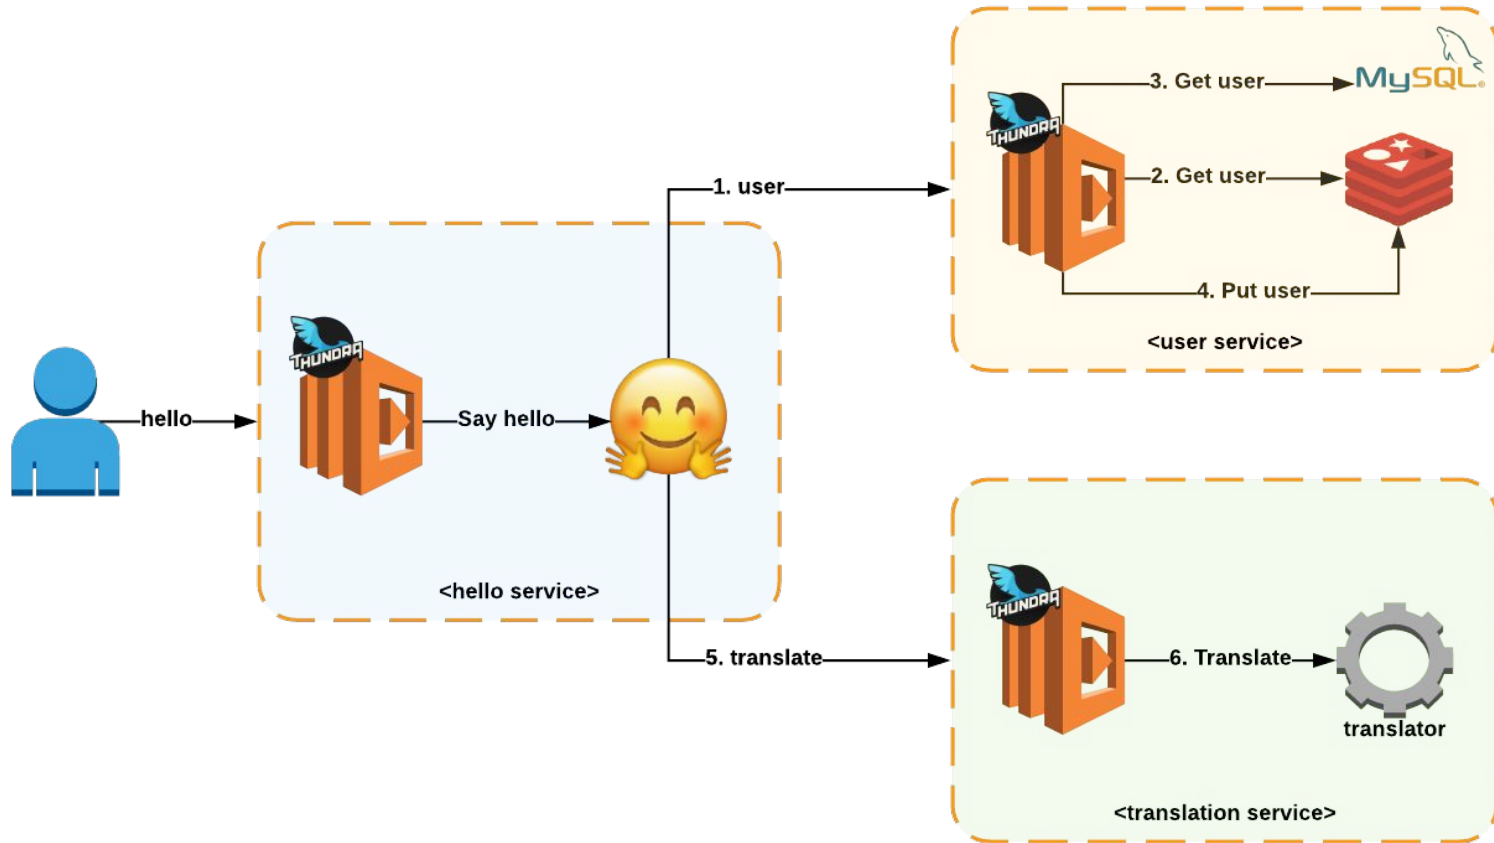 hello
THUNDRA
Say hello
<hello service>
1. user
THUNDRA
3. Get user
MySQL®
2. Get user
4. Put user
<user service>
5. translate
THUNDRA
6. Translate
translator
<translation service>